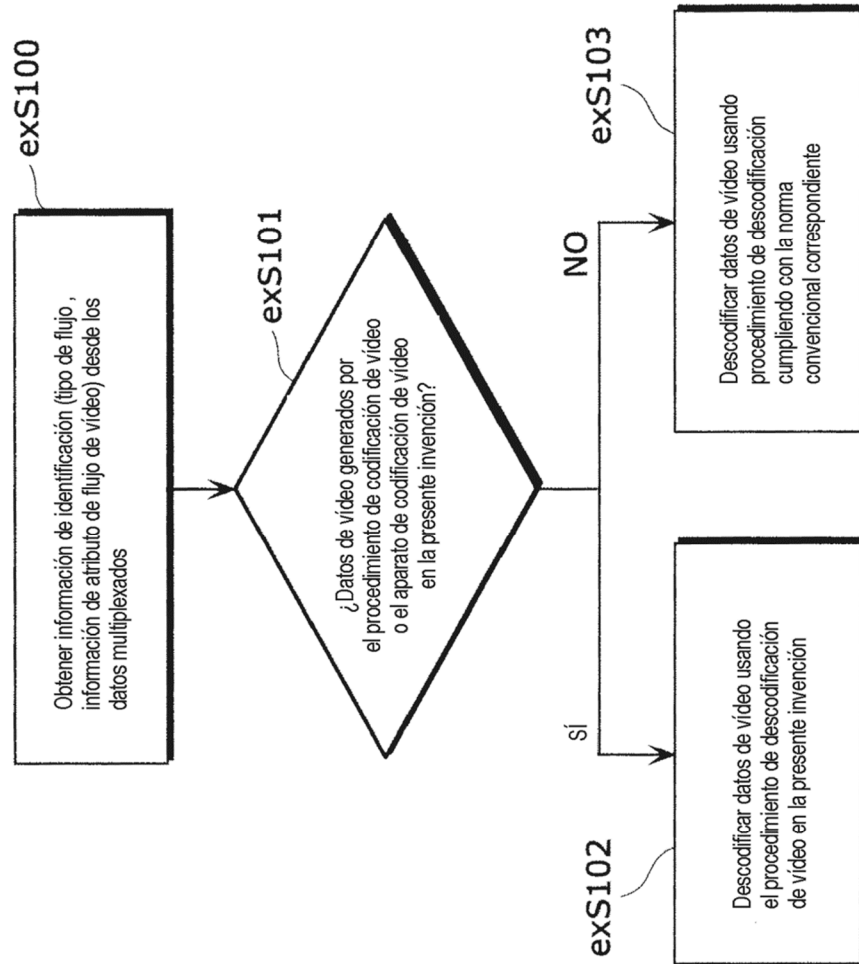 exS100
Obtener información de identificación (tipo de flujo ,
información de atributo de flujo de vídeo) desde los
datos multiplexados
exS101
¿Datos de vídeo generados por
el procedimiento de codificación de vídeo
o el aparato de codificación de vídeo
en la presente invención?
SÍ
NO
exS102
Descodificar datos de vídeo usando
el procedimiento de descodificación
de vídeo en la presente invención
exS103
Descodificar datos de vídeo usando
procedimiento de descodificación
cumpliendo con la norma
convencional correspondiente